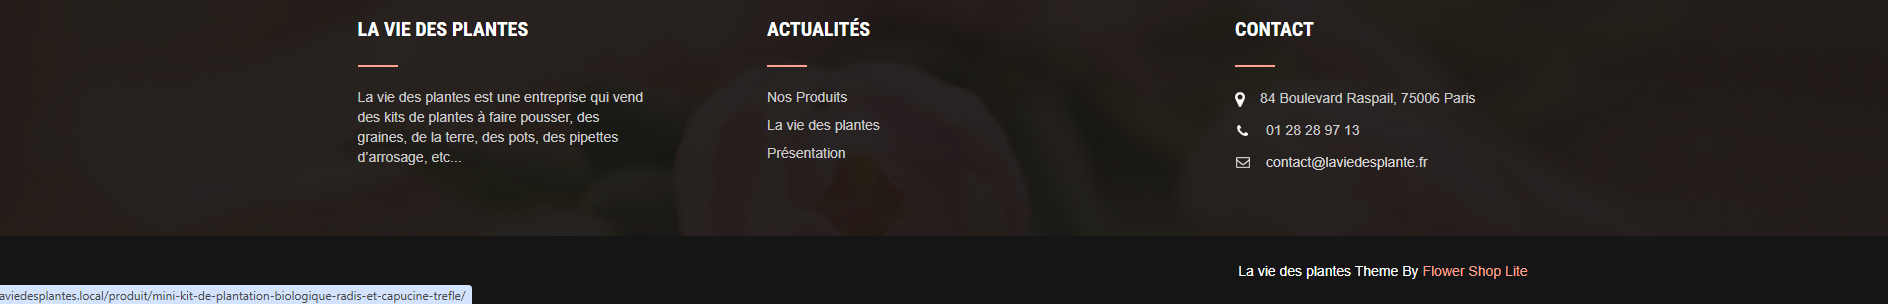 LA VIE DES PLANTES
La vie des plantes est une entreprise qui vend
des kits de plantes à faire pousser, des
graines, de la terre, des pots, des pipettes
d’arrosage, etc...
ACTUALITÉS
Nos Produits
La vie des plantes
Présentation
CONTACT
84 Boulevard Raspail, 75006 Paris
01 28 28 97 13
contact@laviedesplante.fr
La vie des plantes Theme By Flower Shop Lite
aviedesplantes.local/produit/mini-kit-de-plantation-biologique-radis-et-capucine-trefle/